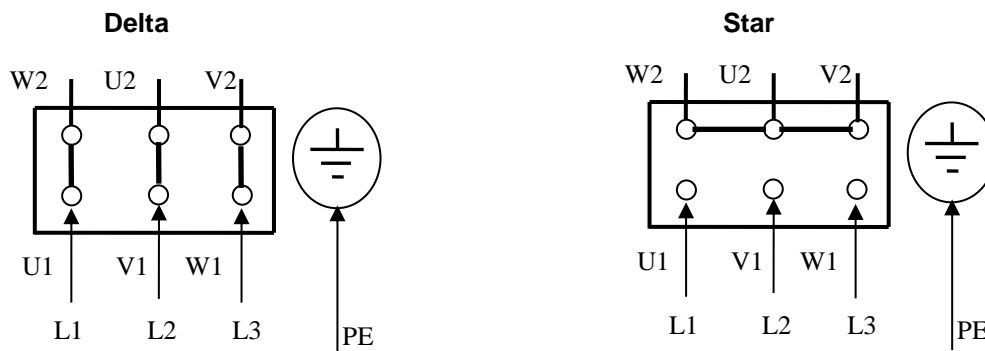 Delta
Star
W2 U2 V2
W2 U2 V2
U1 V1 W1
U1 V1 W1
L1 L2 L3 PE
L1 L2 L3 PE